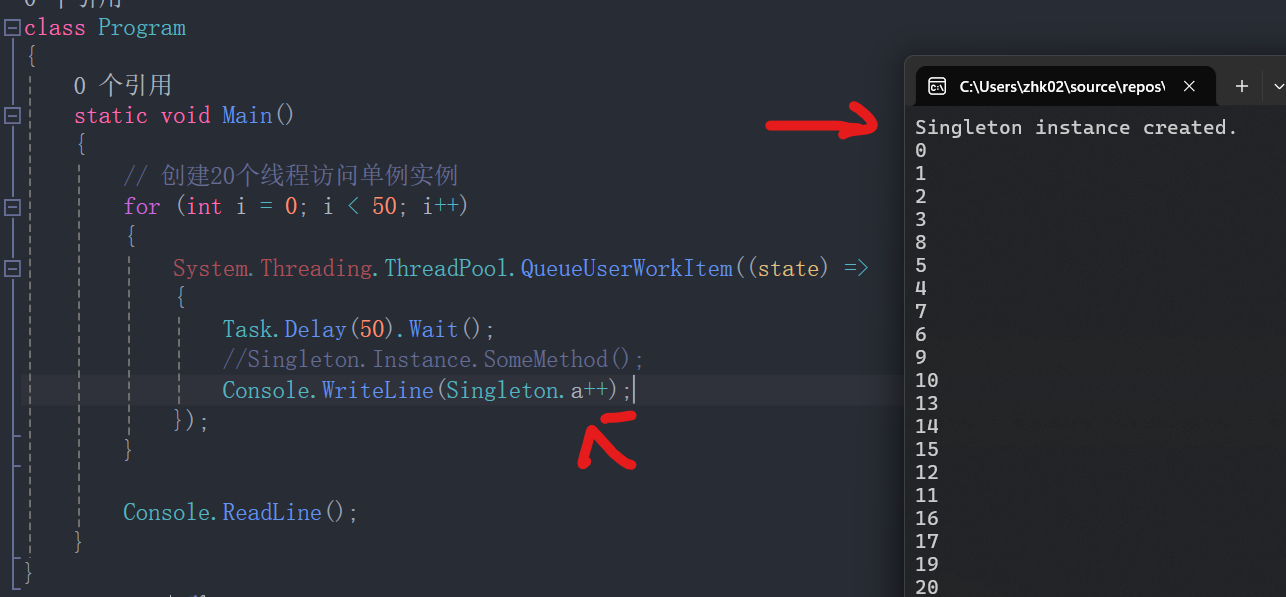 class Program
{
0 个引用
static void Main()
{
// 创建20个线程访问单例实例
for (int i = 0; i < 50; i++)
{
System.Threading.ThreadPool.QueueUserWorkItem((state) =>
{
Task.Delay(50).Wait();
//Singleton.Instance.SomeMethod();
Console.WriteLine(Singleton.a++);
});
}
Console.ReadLine();
}
}
C:\Users\zhk02\source\repos\
Singleton instance created.
0
1
2
3
8
5
4
7
6
9
10
13
14
15
12
11
16
17
19
20